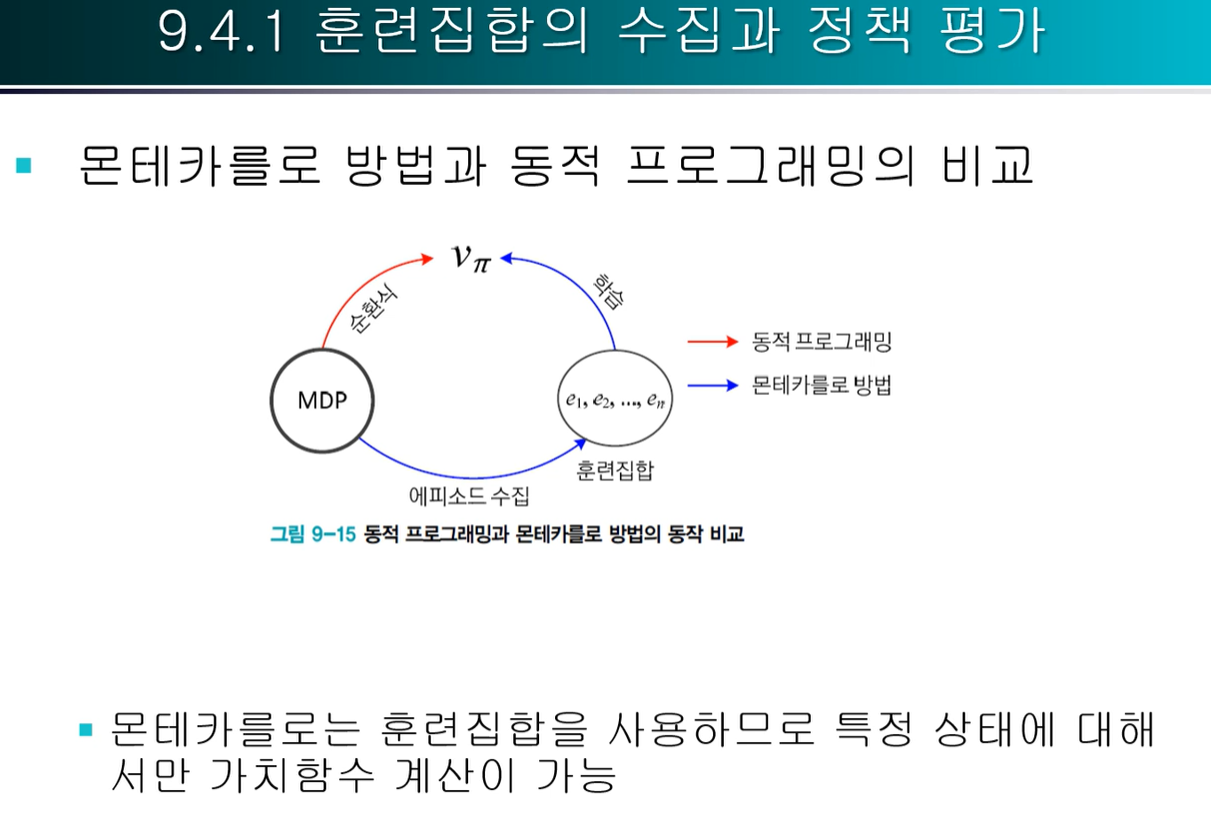 9.4.1 훈련집합의 수집과 정책 평가
몬테카를로 방법과 동적 프로그래밍의 비교
vπ
순환식
학습
동적 프로그래밍
몬테카를로 방법
MDP
e1, e2, ..., en
훈련집합
에피소드 수집
그림 9-15 동적 프로그래밍과 몬테카를로 방법의 동작 비교
몬테카를로는 훈련집합을 사용하므로 특정 상태에 대해
서만 가치함수 계산이 가능